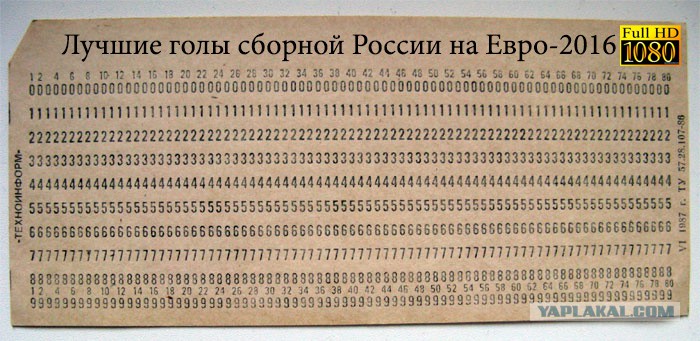 Лучшие голы сборной России на Евро-2016
Full HD
1080
1 2 4 6 8 10 12 14 16 18 20 22 24 26 28 30 32 34 36 38 40 42 44 46 48 50 52 54 56 58 60 62 64 66 68 70 72 74 76 78 80
00000000000000000000000000000000000000000000000000000000000000000000000000000000
11111111111111111111111111111111111111111111111111111111111111111111111111111111
22222222222222222222222222222222222222222222222222222222222222222222222222222222
33333333333333333333333333333333333333333333333333333333333333333333333333333333
44444444444444444444444444444444444444444444444444444444444444444444444444444444
55555555555555555555555555555555555555555555555555555555555555555555555555555555
66666666666666666666666666666666666666666666666666666666666666666666666666666666
77777777777777777777777777777777777777777777777777777777777777777777777777777777
88888888888888888888888888888888888888888888888888888888888888888888888888888888
1 2 4 6 8 10 12 14 16 18 20 22 24 26 28 30 32 34 36 38 40 42 44 46 48 50 52 54 56 58 60 62 64 66 68 70 72 74 76 78 80
99999999999999999999999999999999999999999999999999999999999999999999999999999999
«ТЕХНОИНФОРМ»
VI 1987 г. ТУ 57.28.107-86
YAPLAKAL.COM